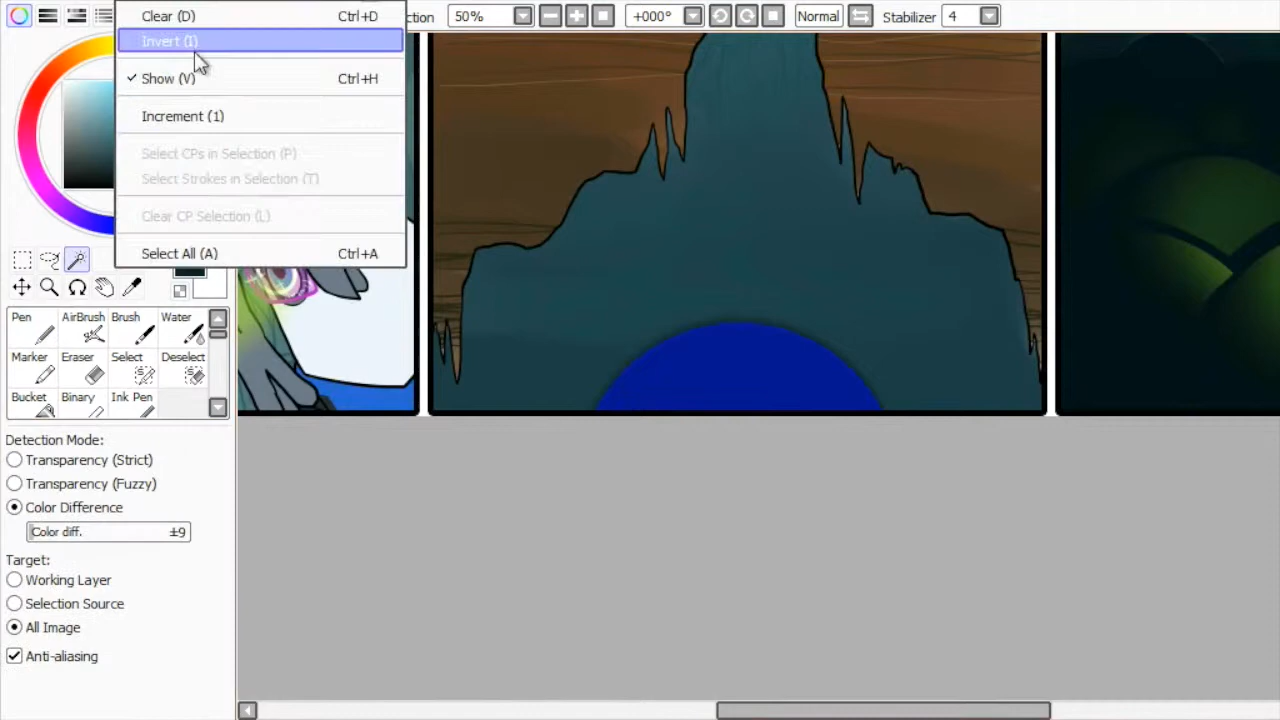 Clear (D) Ctrl+D
ction 50% +000° Normal Stabilizer 4
Invert (I)
Show (V) Ctrl+H
Increment (1)
Select CPs in Selection (P)
Select Strokes in Selection (T)
Clear CP Selection (L)
Select All (A) Ctrl+A
Pen AirBrush Brush Water
Marker Eraser Select Deselect
Bucket Binary Ink Pen
Detection Mode:
Transparency (Strict)
Transparency (Fuzzy)
Color Difference
Color diff. ±9
Target:
Working Layer
Selection Source
All Image
Anti-aliasing